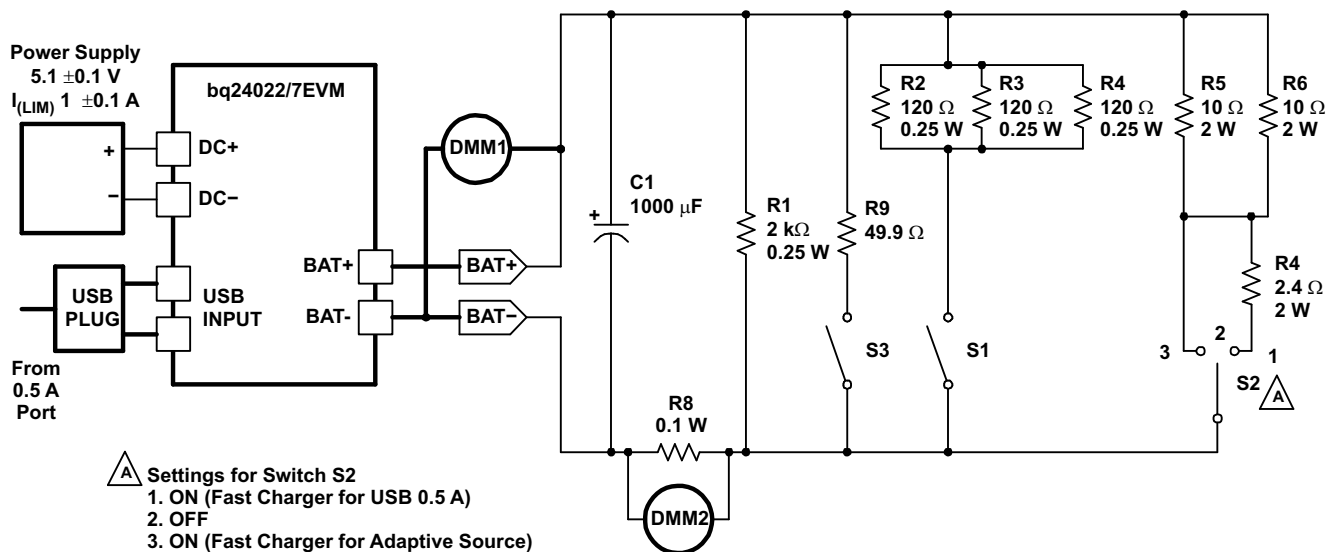 Power Supply
5.1 ±0.1 V
I(LIM) 1 ±0.1 A
+
−
DC+
DC−
bq24022/7EVM
USB
PLUG
USB
INPUT
From
0.5 A
Port
BAT+
BAT-
BAT+
BAT−
DMM1
C1
1000 μF
+
R1
2 kΩ
0.25 W
R9
49.9 Ω
R2
120 Ω
0.25 W
R3
120 Ω
0.25 W
R4
120 Ω
0.25 W
R5
10 Ω
2 W
R6
10 Ω
2 W
R4
2.4 Ω
2 W
S3
S1
3
2
1
S2
A
R8
0.1 W
DMM2
A
Settings for Switch S2
1. ON (Fast Charger for USB 0.5 A)
2. OFF
3. ON (Fast Charger for Adaptive Source)